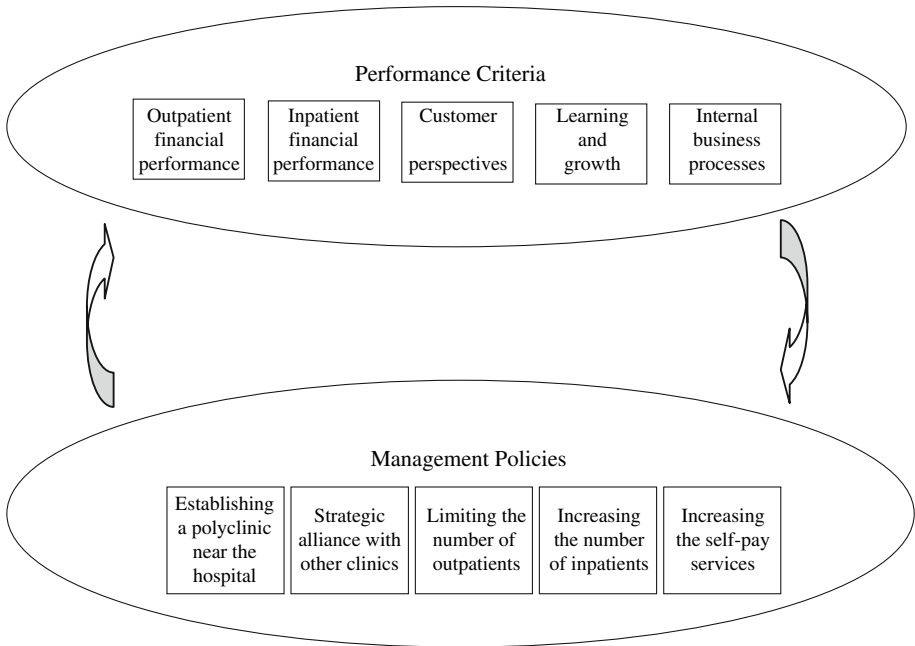 Performance Criteria
Outpatient
financial
performance
Inpatient
financial
performance
Customer
perspectives
Learning
and
growth
Internal
business
processes
Management Policies
Establishing
a polyclinic
near the
hospital
Strategic
alliance with
other clinics
Limiting the
number of
outpatients
Increasing
the number
of inpatients
Increasing
the self-pay
services